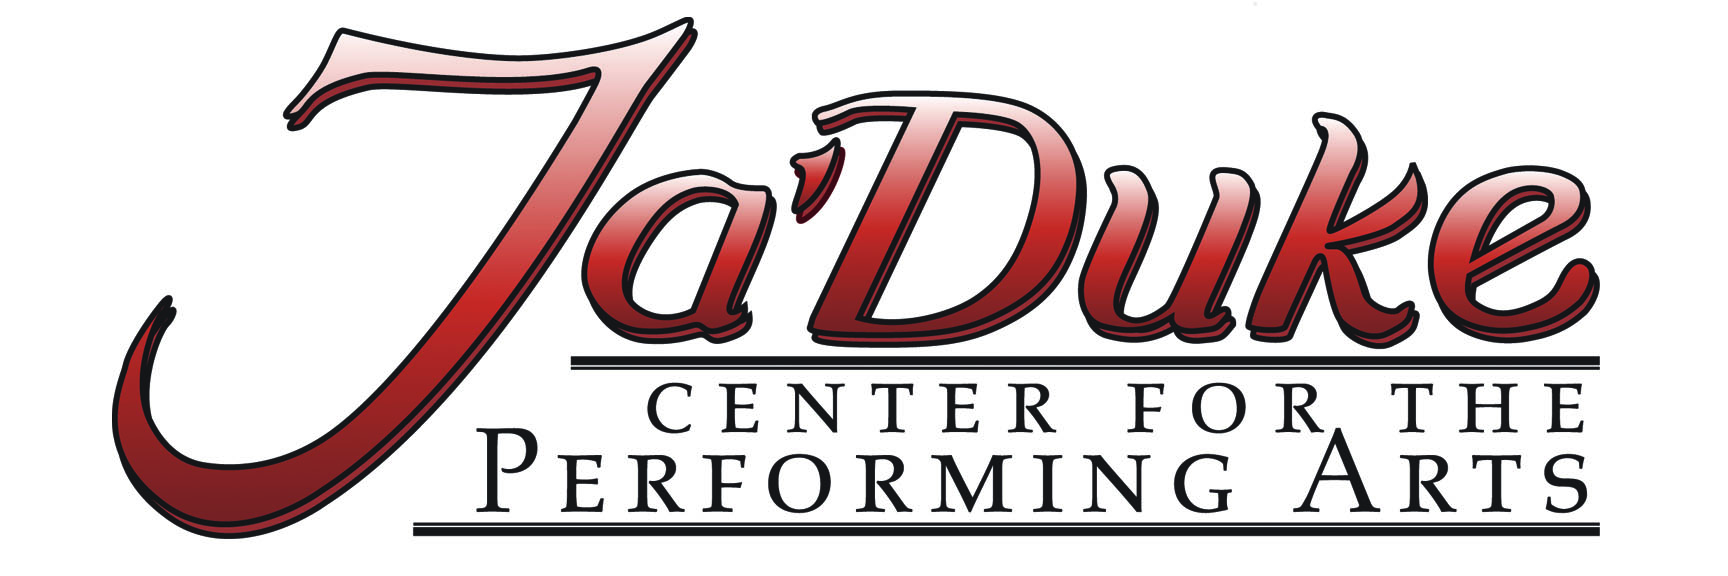 Ja'Duke
CENTER FOR THE
PERFORMING ARTS